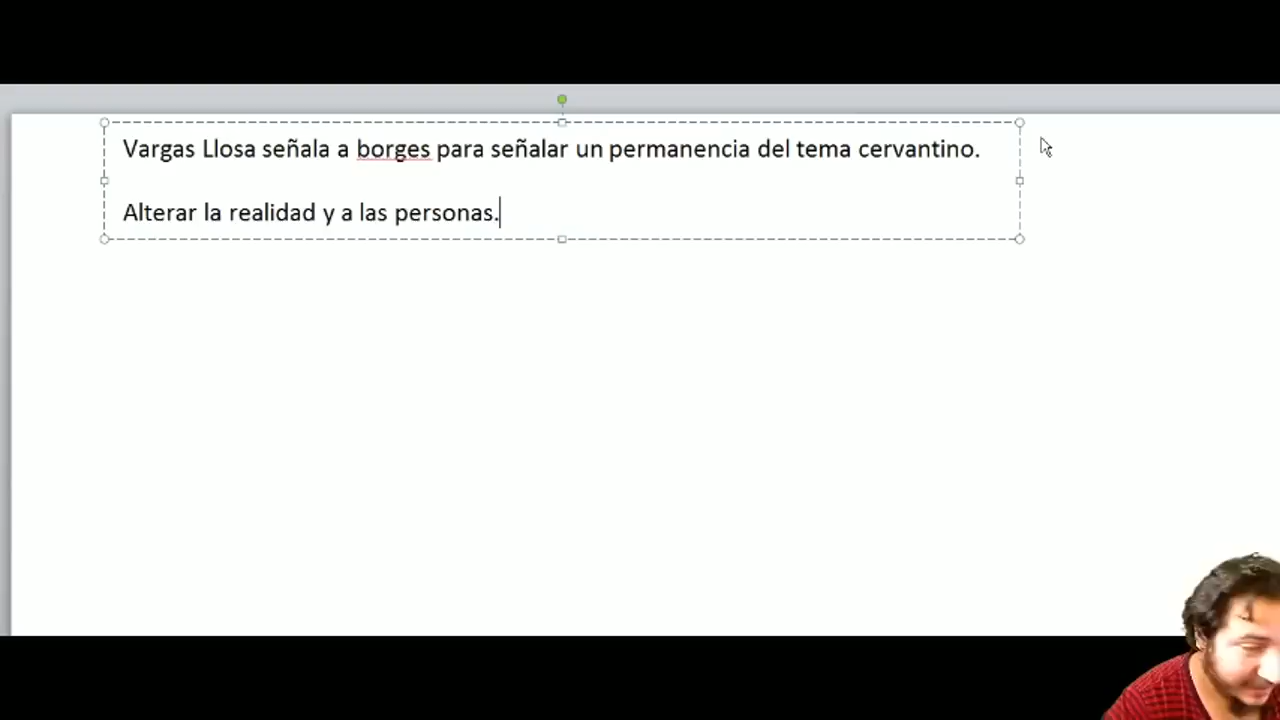 Vargas Llosa señala a borges para señalar un permanencia del tema cervantino.
Alterar la realidad y a las personas.